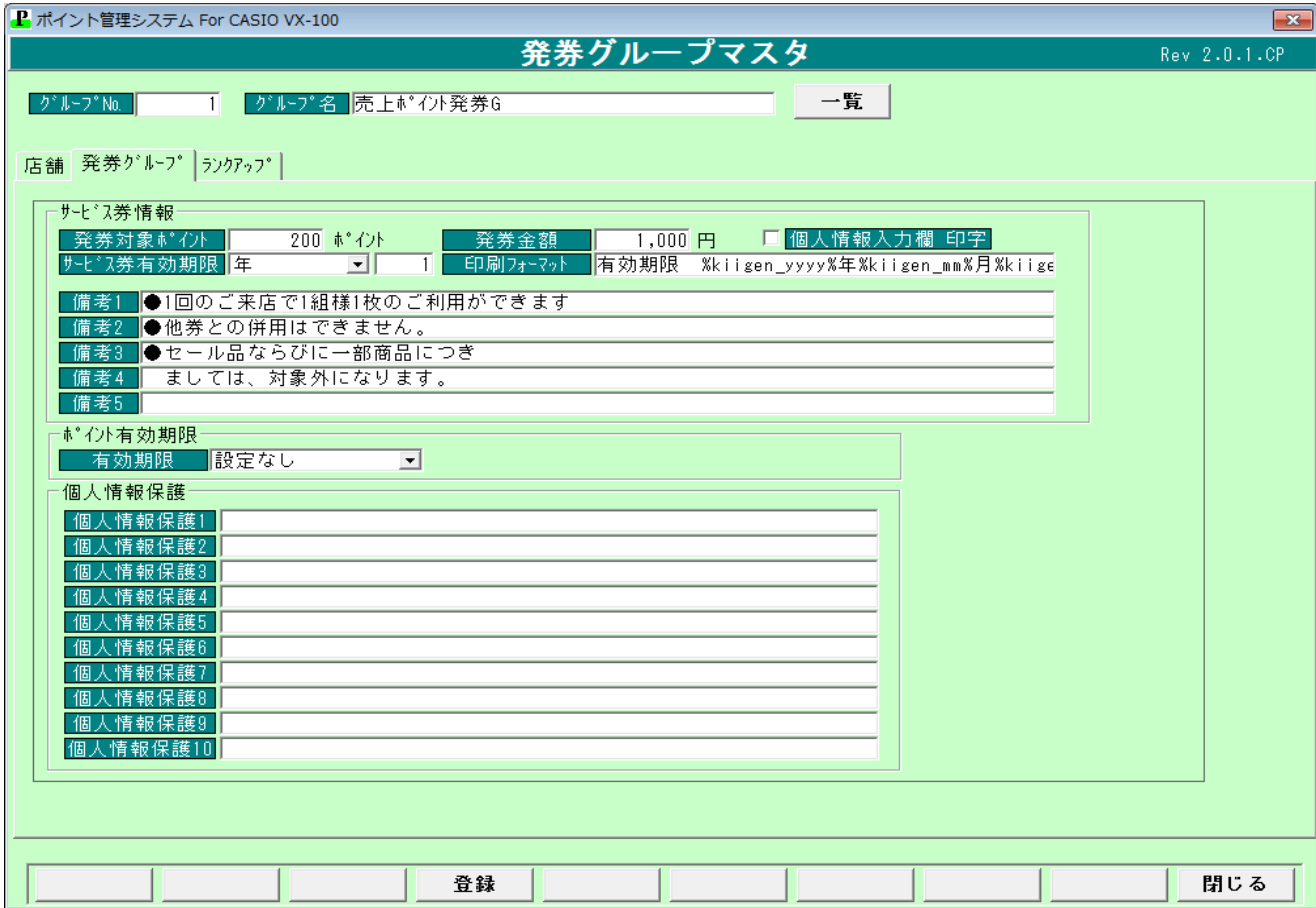 P ポイント管理システム For CASIO VX-100
発券グループマスタ
Rev 2.0.1.CP
ｸﾞﾙｰﾌﾟNo. 1 ｸﾞﾙｰﾌﾟ名 売上ﾎﾟｲﾝﾄ発券G 一覧
店舗 発券ｸﾞﾙｰﾌﾟ ﾗﾝｸｱｯﾌﾟ
ｻｰﾋﾞｽ券情報
発券対象ﾎﾟｲﾝﾄ 200 ﾎﾟｲﾝﾄ 発券金額 1,000 円 個人情報入力欄 印字
ｻｰﾋﾞｽ券有効期限 年 1 印刷ﾌｫｰﾏｯﾄ 有効期限 %kiigen_yyyy%年%kiigen_mm%月%kiige
備考1 ●1回のご来店で1組様1枚のご利用ができます
備考2 ●他券との併用はできません。
備考3 ●セール品ならびに一部商品につき
備考4 ましては、対象外になります。
備考5
ﾎﾟｲﾝﾄ有効期限
有効期限 設定なし
個人情報保護
個人情報保護1
個人情報保護2
個人情報保護3
個人情報保護4
個人情報保護5
個人情報保護6
個人情報保護7
個人情報保護8
個人情報保護9
個人情報保護10
登録 閉じる